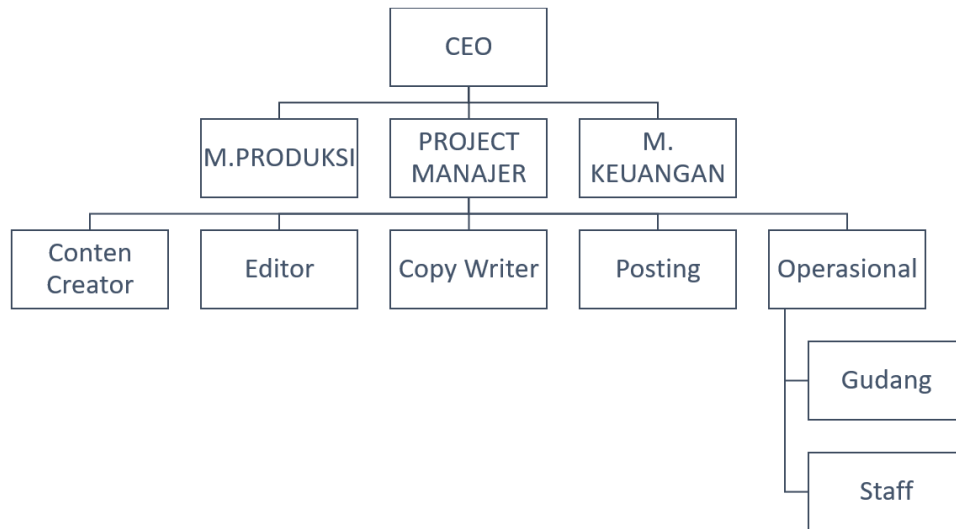 CEO
M.PRODUKSI
PROJECT
MANAJER
M.
KEUANGAN
Conten
Creator
Editor
Copy Writer
Posting
Operasional
Gudang
Staff